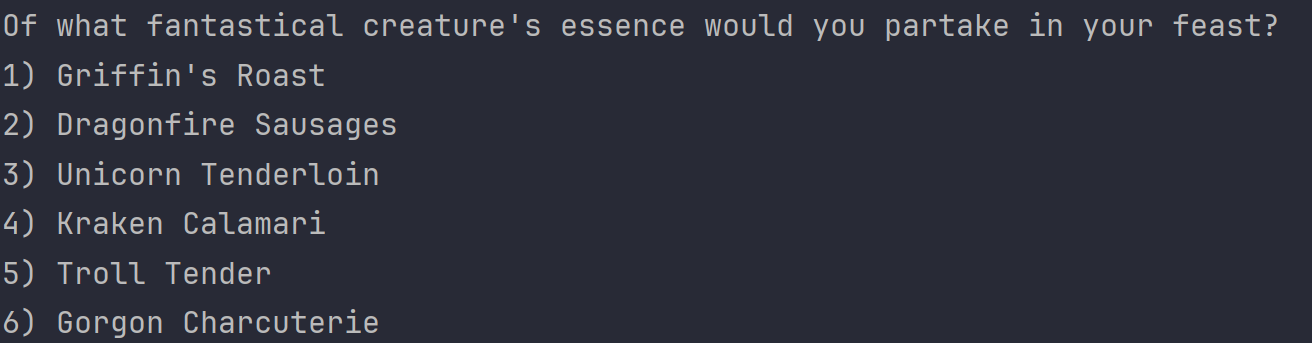 Of what fantastical creature's essence would you partake in your feast?
1) Griffin's Roast
2) Dragonfire Sausages
3) Unicorn Tenderloin
4) Kraken Calamari
5) Troll Tender
6) Gorgon Charcuterie